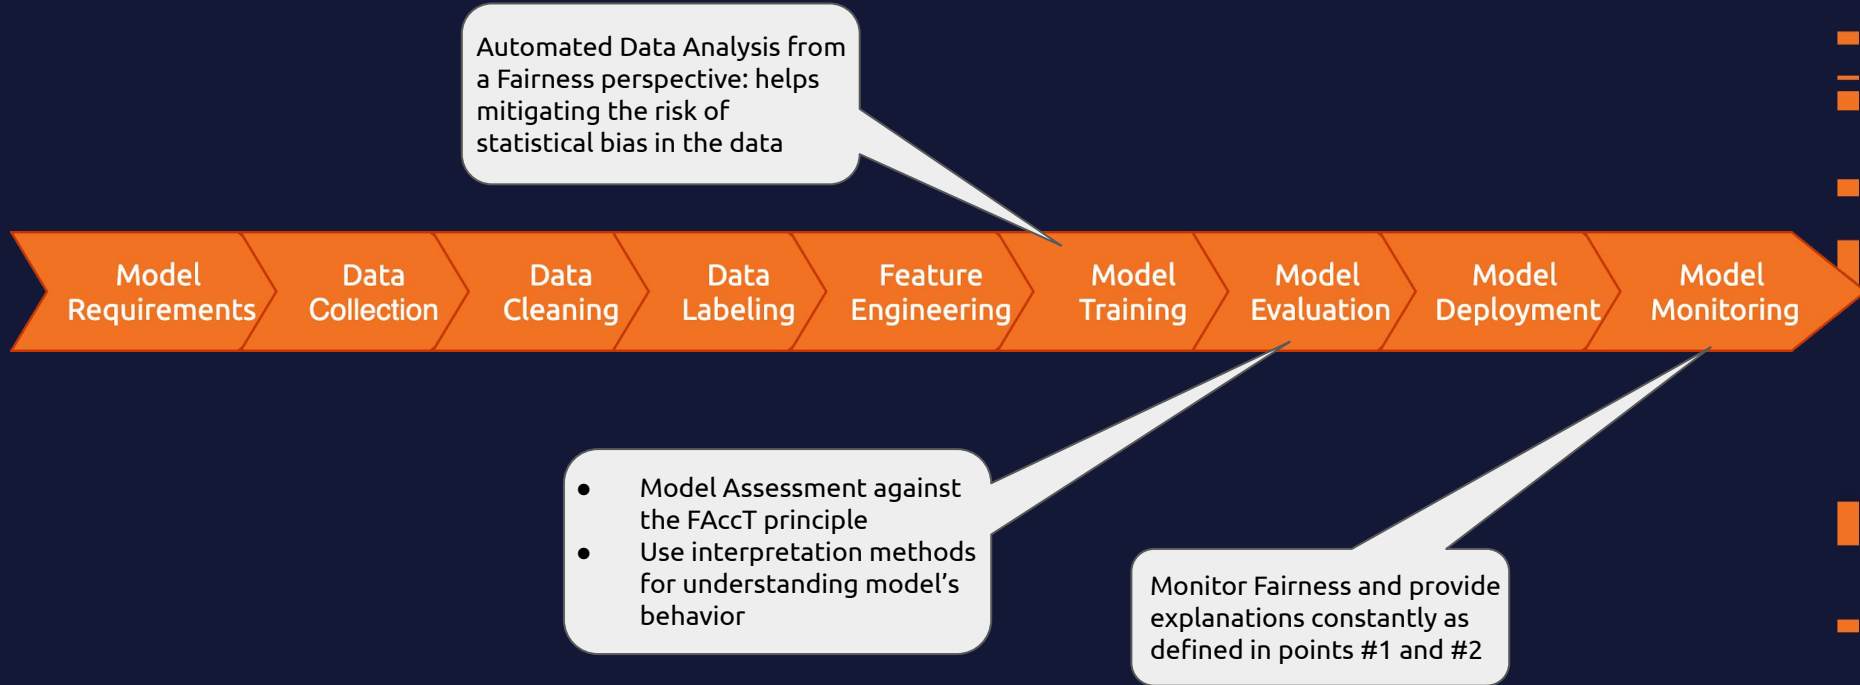 Automated Data Analysis from
a Fairness perspective: helps
mitigating the risk of
statistical bias in the data
Model
Requirements
Data
Collection
Data
Cleaning
Data
Labeling
Feature
Engineering
Model
Training
Model
Evaluation
Model
Deployment
Model
Monitoring
● Model Assessment against
the FAccT principle
● Use interpretation methods
for understanding model’s
behavior
Monitor Fairness and provide
explanations constantly as
defined in points #1 and #2